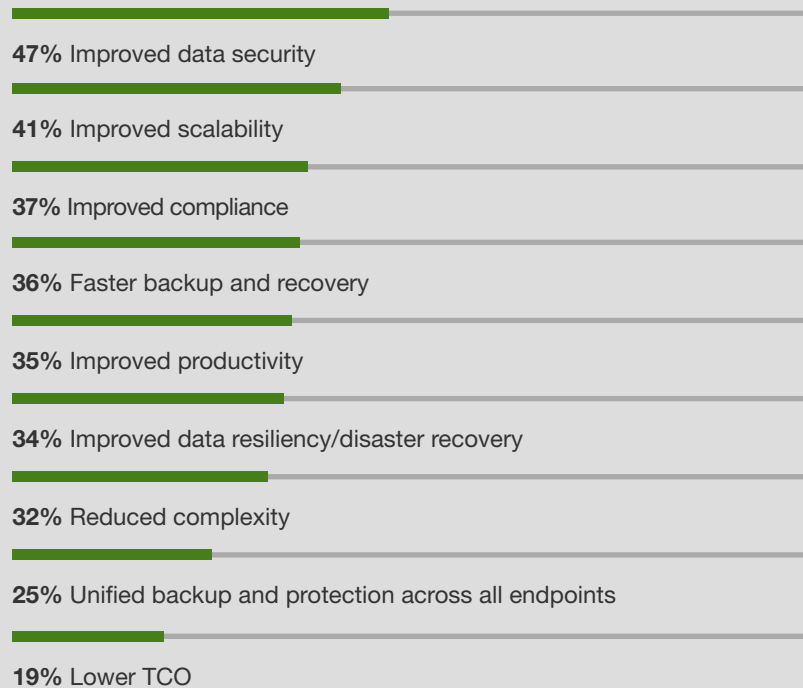 47% Improved data security
41% Improved scalability
37% Improved compliance
36% Faster backup and recovery
35% Improved productivity
34% Improved data resiliency/disaster recovery
32% Reduced complexity
25% Unified backup and protection across all endpoints
19% Lower TCO